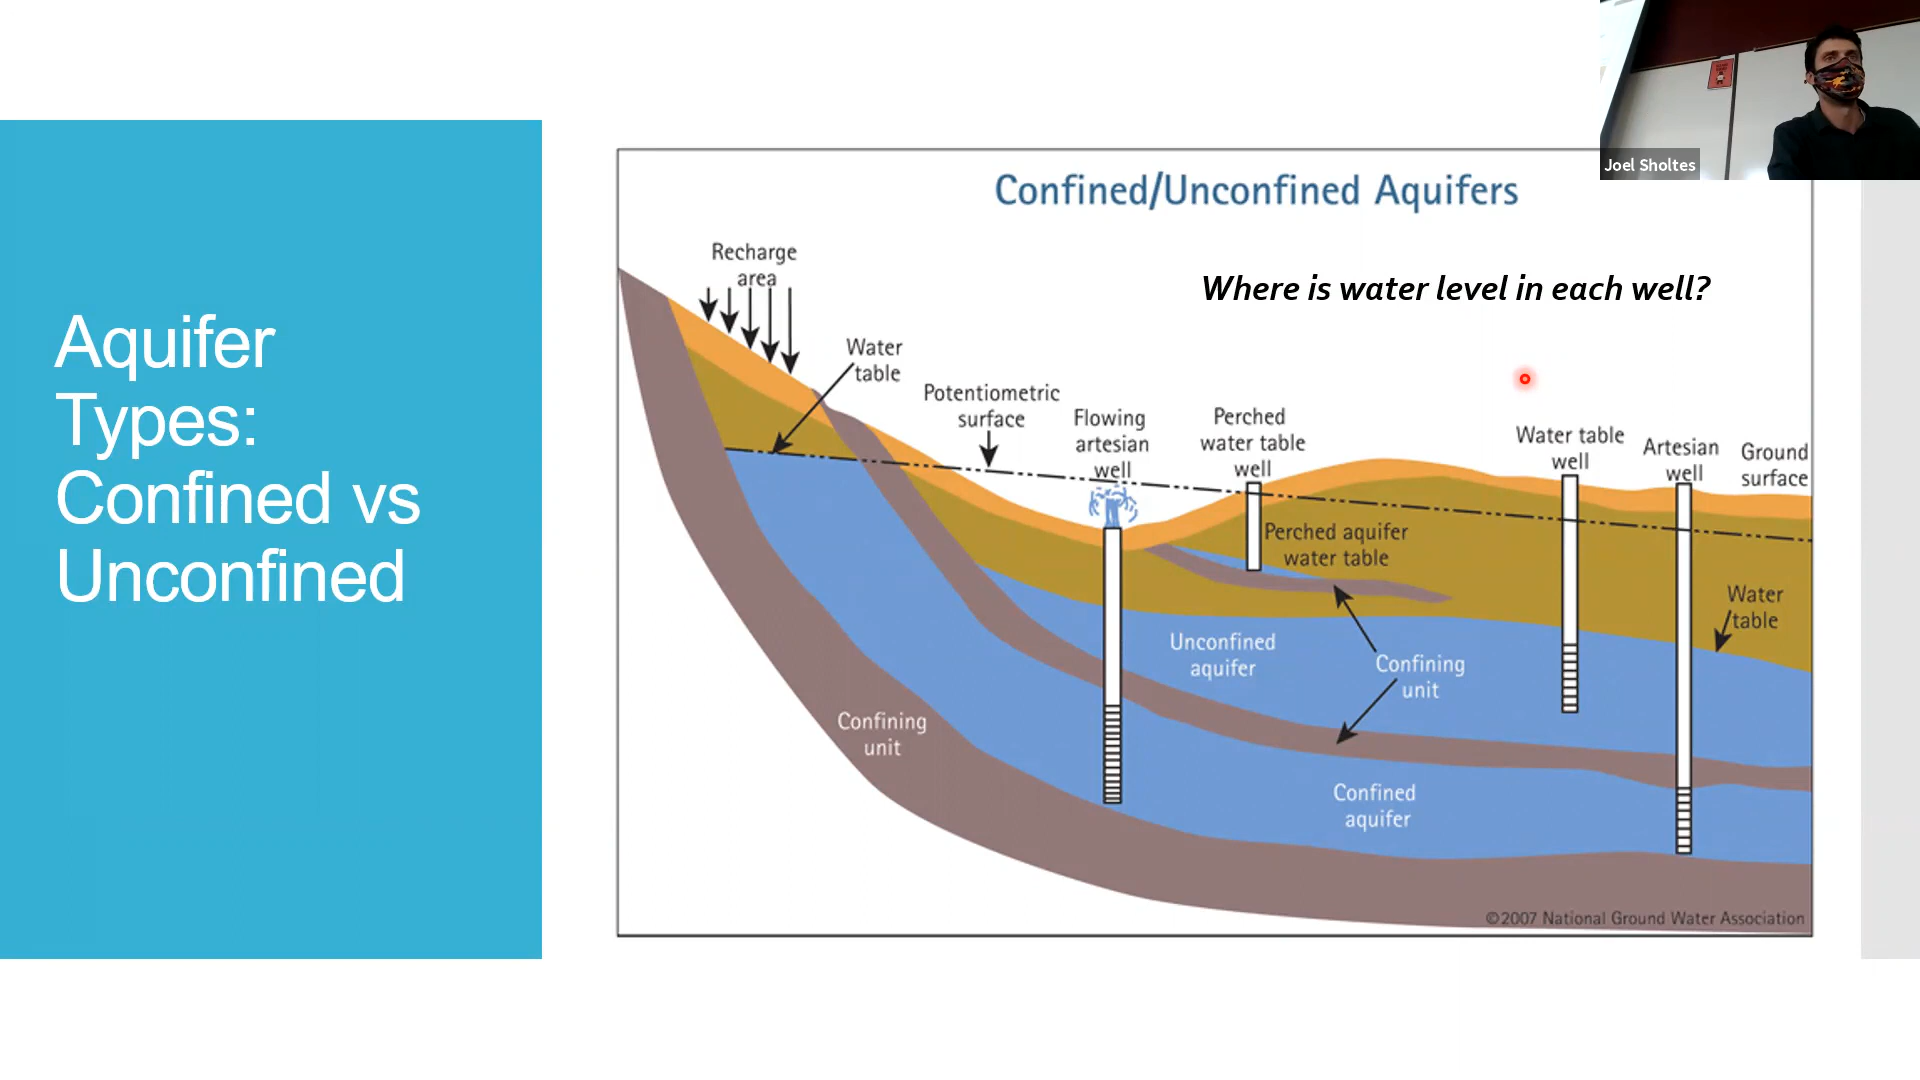 Joel Sholtes
Aquifer
Types:
Confined vs
Unconfined
Confined/Unconfined Aquifers
Where is water level in each well?
Recharge
area
Water
table
Potentiometric
surface
Flowing
artesian
well
Perched
water table
well
Water table
well
Artesian
well
Ground
surface
Perched aquifer
water table
Water
table
Unconfined
aquifer
Confining
unit
Confining
unit
Confined
aquifer
©2007 National Ground Water Association